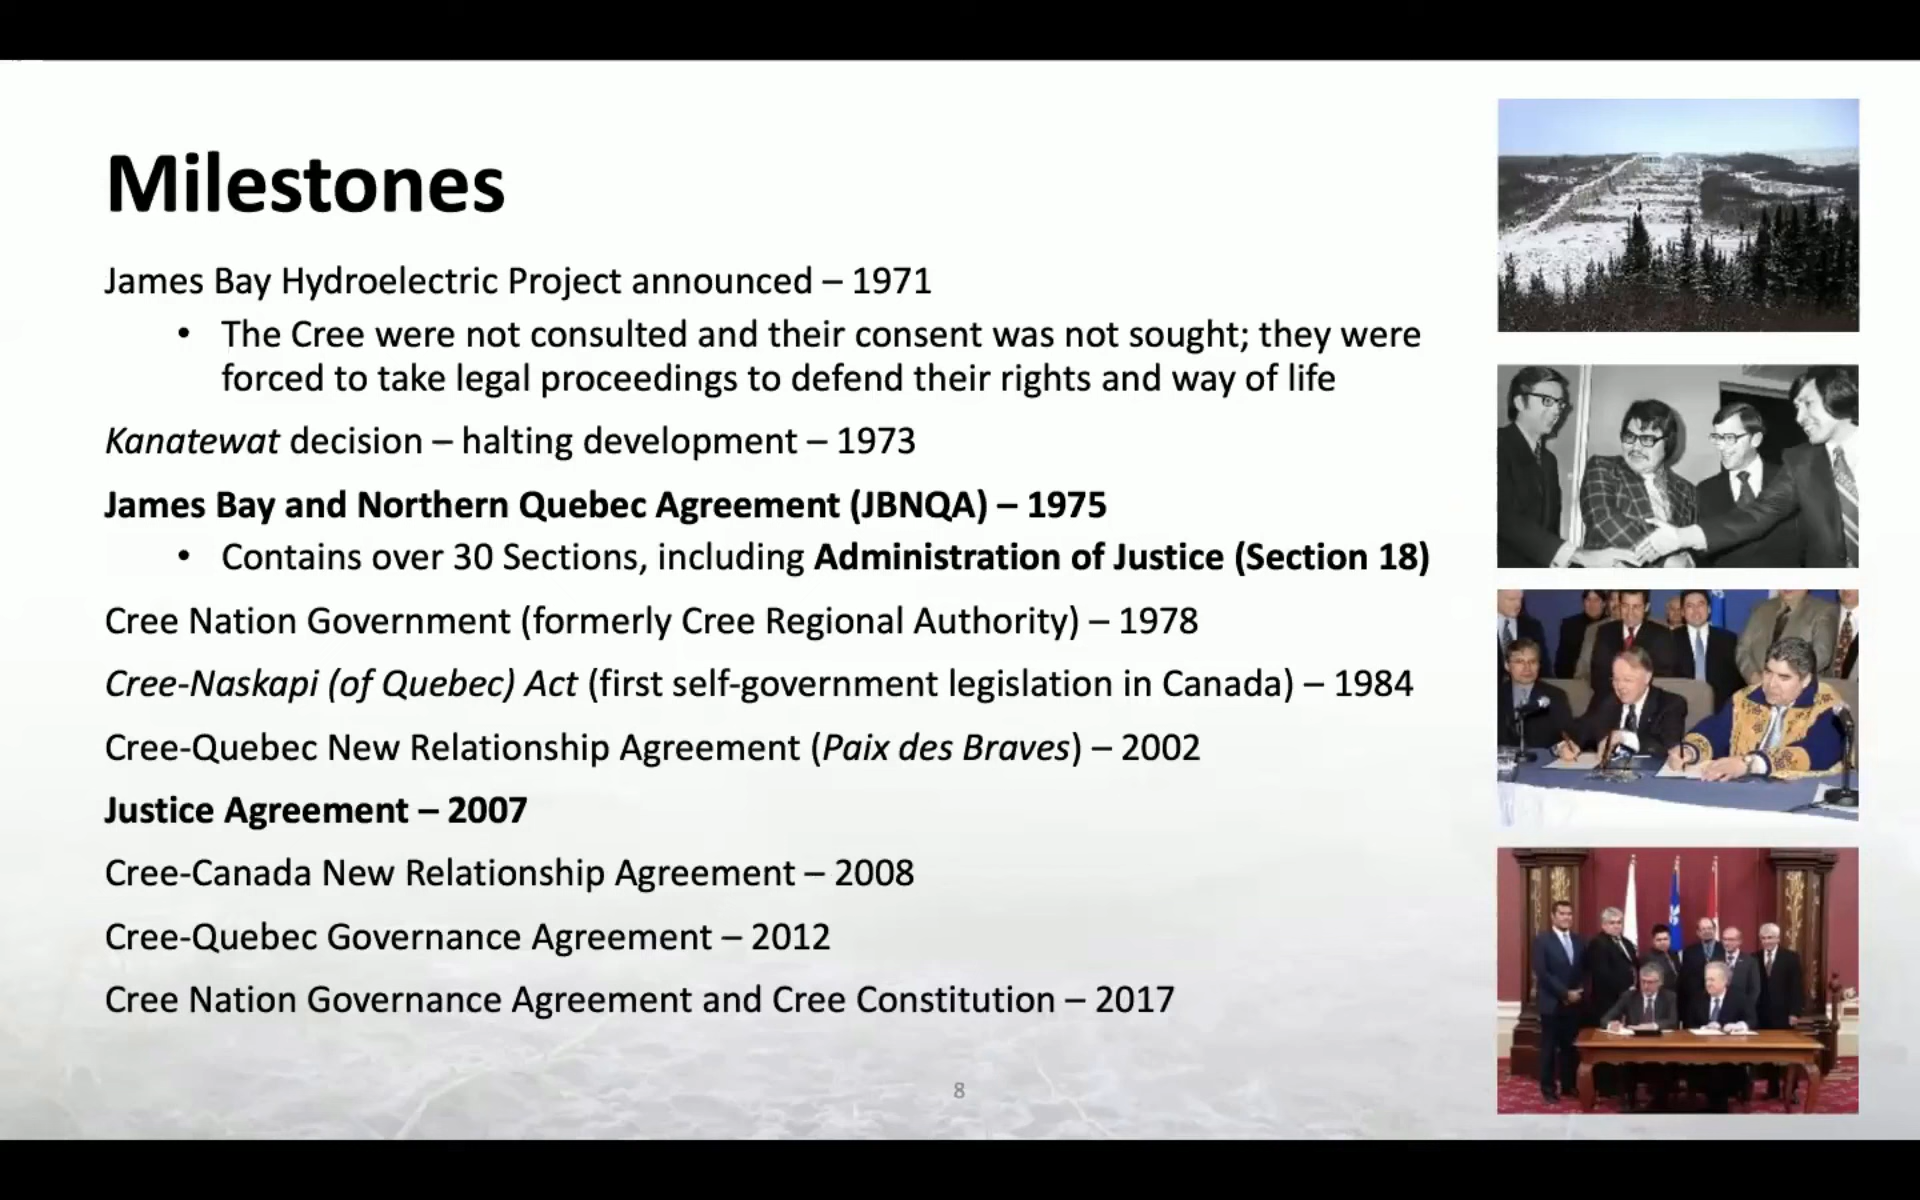 Milestones
James Bay Hydroelectric Project announced – 1971
• The Cree were not consulted and their consent was not sought; they were
forced to take legal proceedings to defend their rights and way of life
Kanatewat decision – halting development – 1973
James Bay and Northern Quebec Agreement (JBNQA) – 1975
• Contains over 30 Sections, including Administration of Justice (Section 18)
Cree Nation Government (formerly Cree Regional Authority) – 1978
Cree-Naskapi (of Quebec) Act (first self-government legislation in Canada) – 1984
Cree-Quebec New Relationship Agreement (Paix des Braves) – 2002
Justice Agreement – 2007
Cree-Canada New Relationship Agreement – 2008
Cree-Quebec Governance Agreement – 2012
Cree Nation Governance Agreement and Cree Constitution – 2017
8